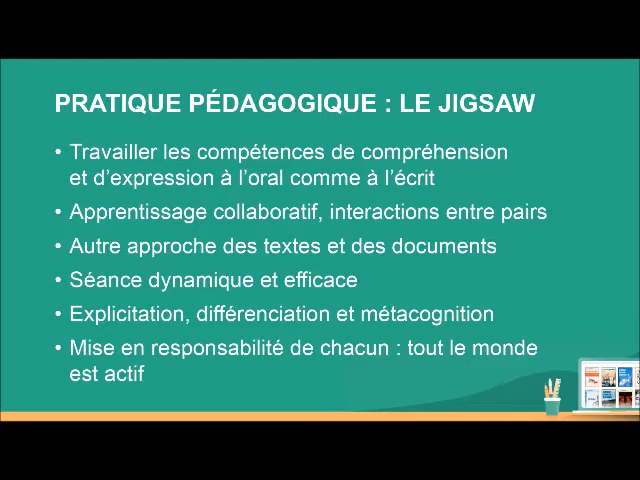 PRATIQUE PÉDAGOGIQUE : LE JIGSAW
• Travailler les compétences de compréhension
et d’expression à l’oral comme à l’écrit
• Apprentissage collaboratif, interactions entre pairs
• Autre approche des textes et des documents
• Séance dynamique et efficace
• Explicitation, différenciation et métacognition
• Mise en responsabilité de chacun : tout le monde
est actif